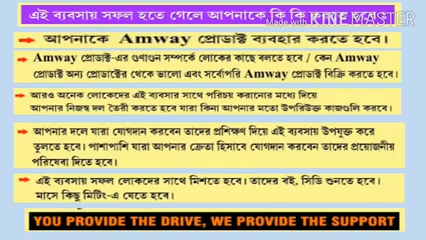 এই ব্যবসায় সফল হতে গেলে আপনাকে কি কি
Made with KINEMASTER
আপনাকে Amway প্রোডাক্ট ব্যবহার করতে হবে।
Amway প্রোডাক্ট-এর গুণাগুন সম্পর্কে লোকের কাছে বলতে হবে / কেন Amway
প্রোডাক্ট অন্য প্রোডাক্টের থেকে ভালো এবং সর্বোপরি Amway প্রোডাক্ট বিক্রি করতে হবে।
আরও অনেক লোকেদের এই ব্যবসার সাথে পরিচয় করানোর মধ্যে দিয়ে
আপনার নিজস্ব দল তৈরী করতে হবে যারা কিনা আপনার মতো উপরিউক্ত কাজগুলি করবে।
আপনার দলে যারা যোগদান করবেন তাদের প্রশিক্ষণ দিয়ে এই ব্যবসায় উপযুক্ত করে
তুলতে হবে। পাশাপাশি যারা আপনার ক্রেতা হিসাবে যোগদান করবেন তাদের প্রয়োজনীয়
পরিষেবা দিতে হবে।
এই ব্যবসায় সফল লোকদের সাথে মিশতে হবে। তাদের বই, সিডি শুনতে হবে।
মাসে কিছু মিটিং-এ যেতে হবে।
YOU PROVIDE THE DRIVE, WE PROVIDE THE SUPPORT